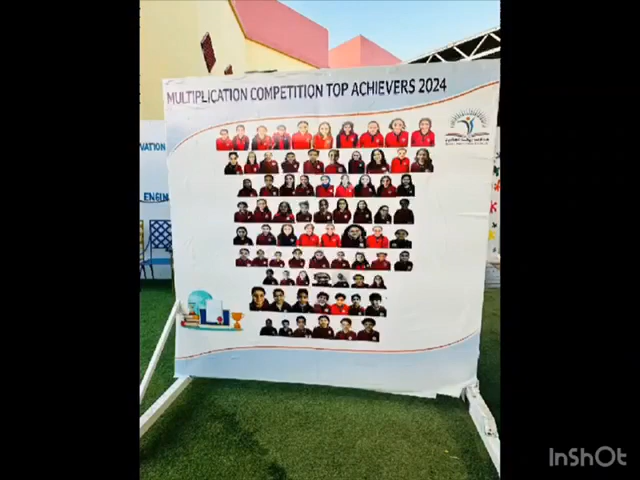 MULTIPLICATION COMPETITION TOP ACHIEVERS 2024
VATION
ENGIN
InShOt